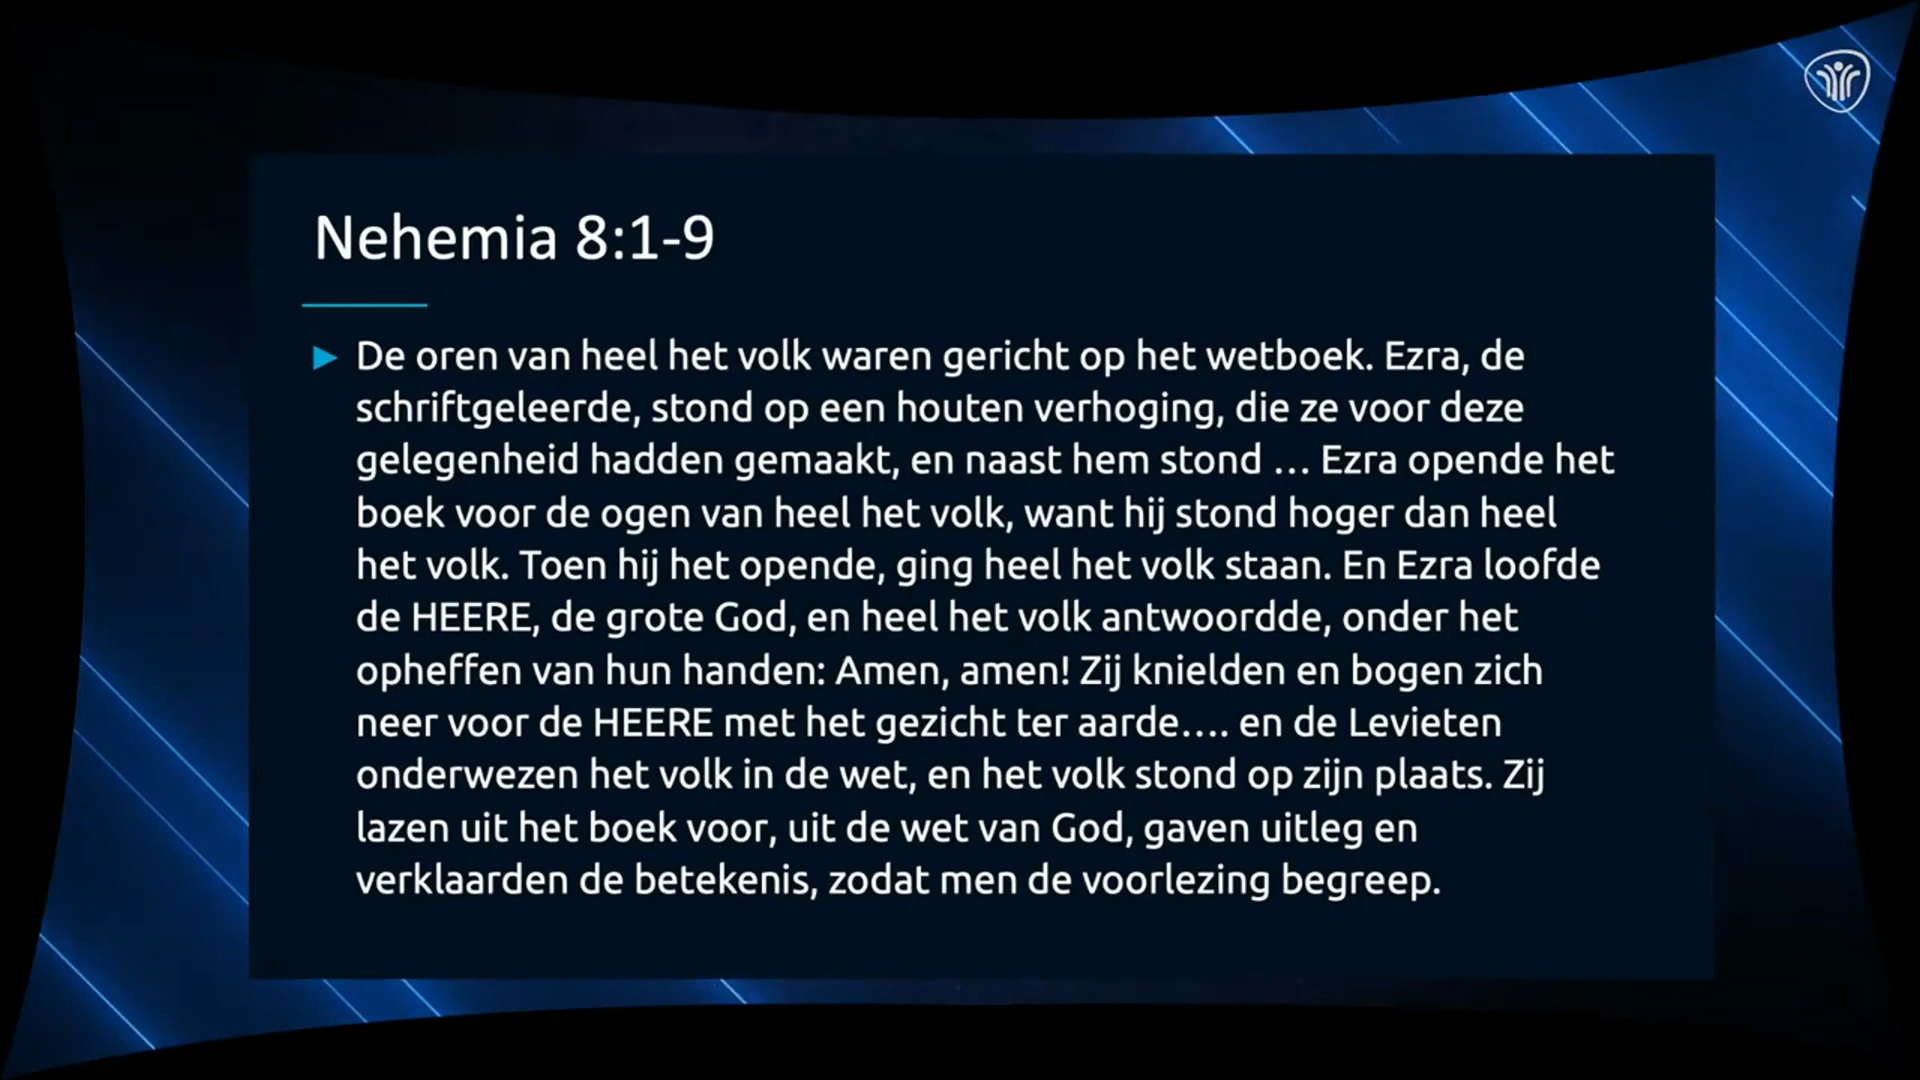 Nehemia 8:1-9
De oren van heel het volk waren gericht op het wetboek. Ezra, de
schriftgeleerde, stond op een houten verhoging, die ze voor deze
gelegenheid hadden gemaakt, en naast hem stond … Ezra opende het
boek voor de ogen van heel het volk, want hij stond hoger dan heel
het volk. Toen hij het opende, ging heel het volk staan. En Ezra loofde
de HEERE, de grote God, en heel het volk antwoordde, onder het
opheffen van hun handen: Amen, amen! Zij knielden en bogen zich
neer voor de HEERE met het gezicht ter aarde…. en de Levieten
onderwezen het volk in de wet, en het volk stond op zijn plaats. Zij
lazen uit het boek voor, uit de wet van God, gaven uitleg en
verklaarden de betekenis, zodat men de voorlezing begreep.